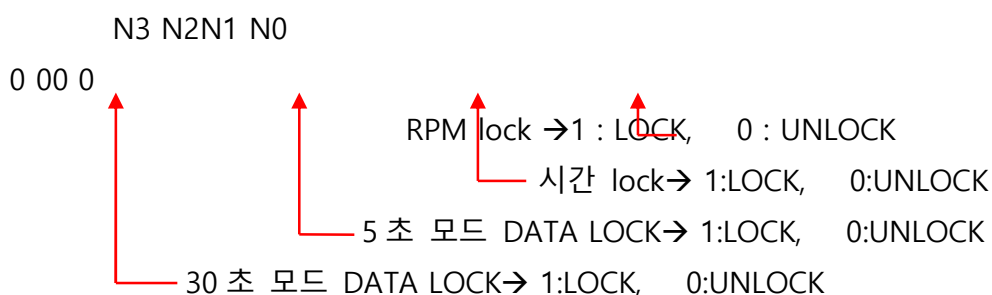 N3 N2N1 N0
0 00 0
RPM lock →1 : LOCK, 0 : UNLOCK
시간 lock→ 1:LOCK, 0:UNLOCK
5 초 모드 DATA LOCK→ 1:LOCK, 0:UNLOCK
30 초 모드 DATA LOCK→ 1:LOCK, 0:UNLOCK